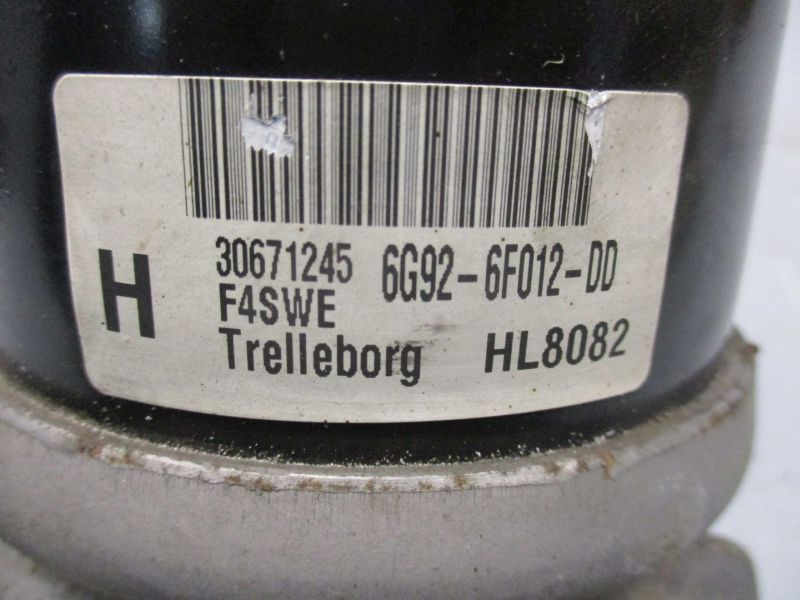 H
30671245 6G92-6F012-DD
F4SWE
Trelleborg HL8082